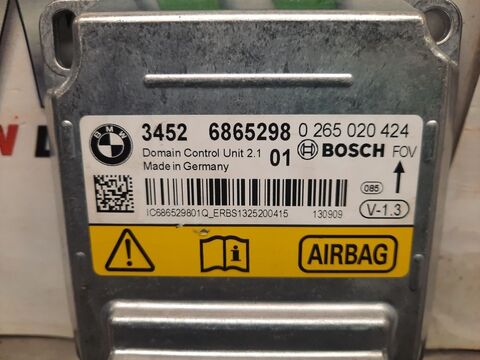 BMW
3452 6865298 0 265 020 424
Domain Control Unit 2.1 01 BOSCH FOV
Made in Germany
085
IC686529801Q_ERBS1325200415 130909
V-1.3
i AIRBAG